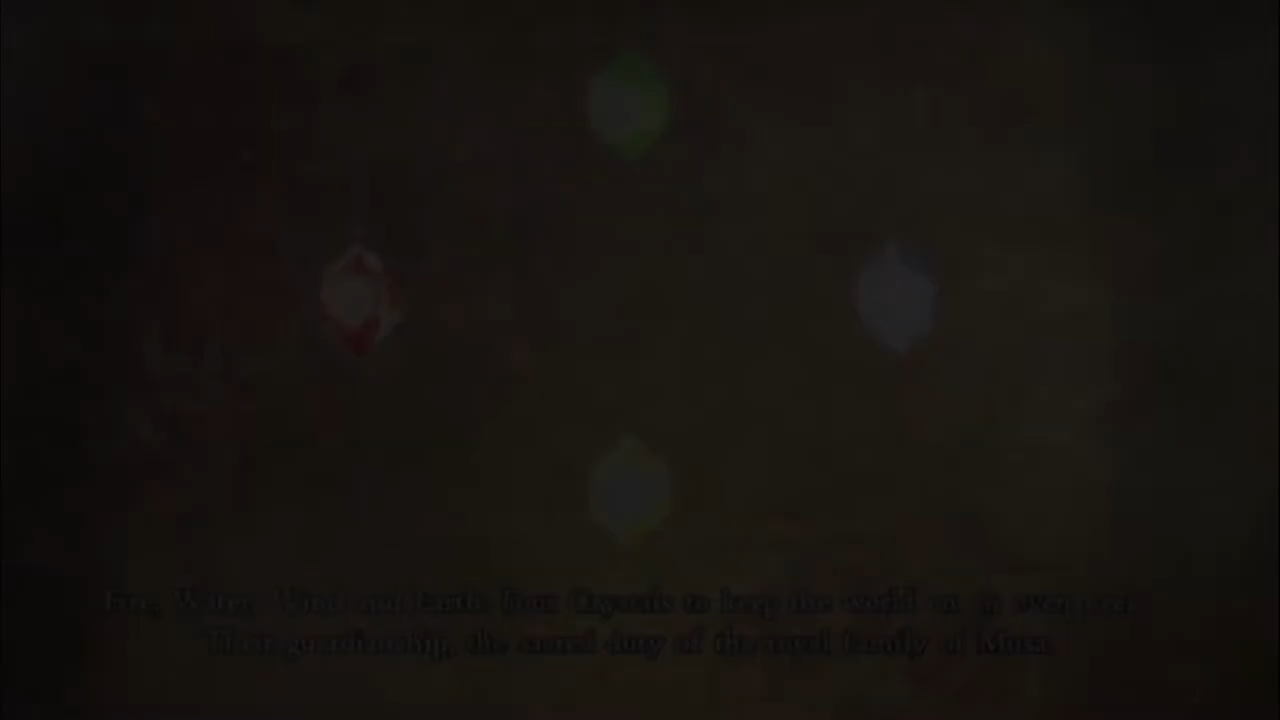 Fire, Water, Wind, and Earth: four Crystals to keep the world on an even
Their guardianship, the sacred duty of the royal family of Musa.